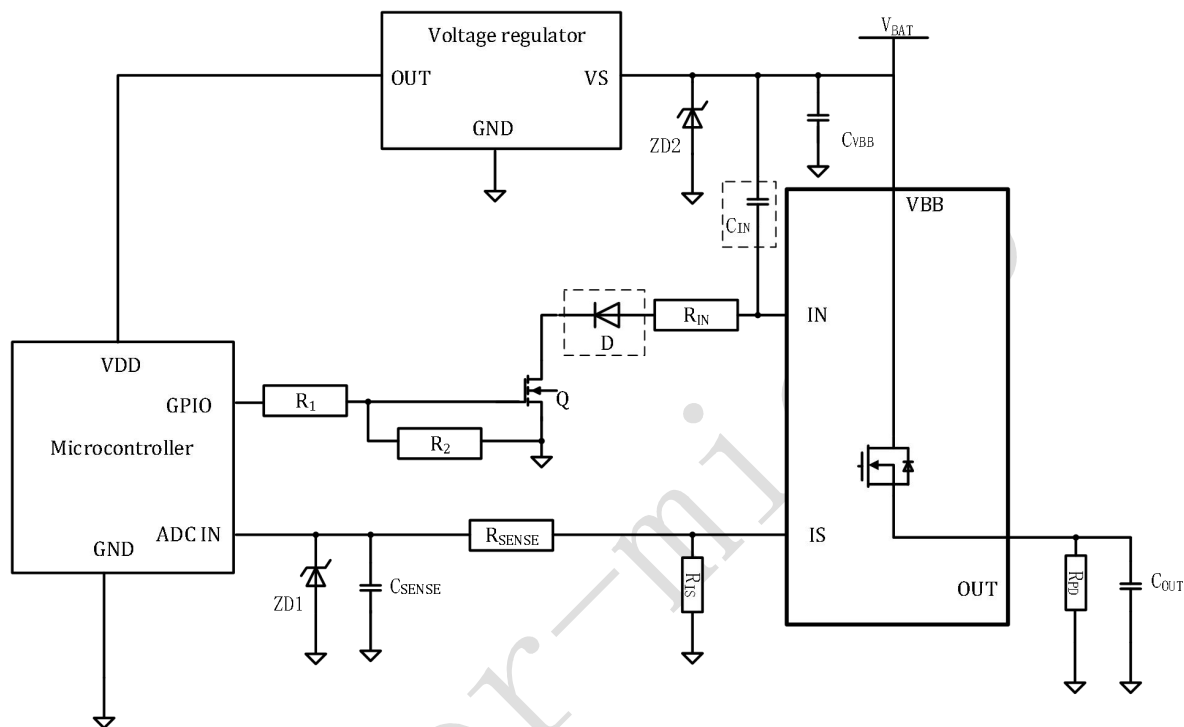 Voltage regulator
OUT
VS
GND
V_BAT
ZD2
C_VBB
C_IN
VBB
D
R_IN
IN
VDD
GPIO
Microcontroller
ADC IN
GND
R_1
R_2
Q
R_SENSE
IS
ZD1
C_SENSE
R_IS
OUT
R_PD
C_OUT